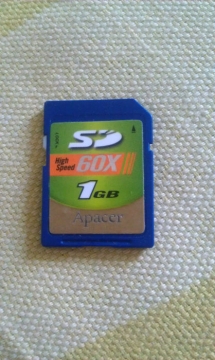 SD
High
Speed 60X
1GB
Apacer